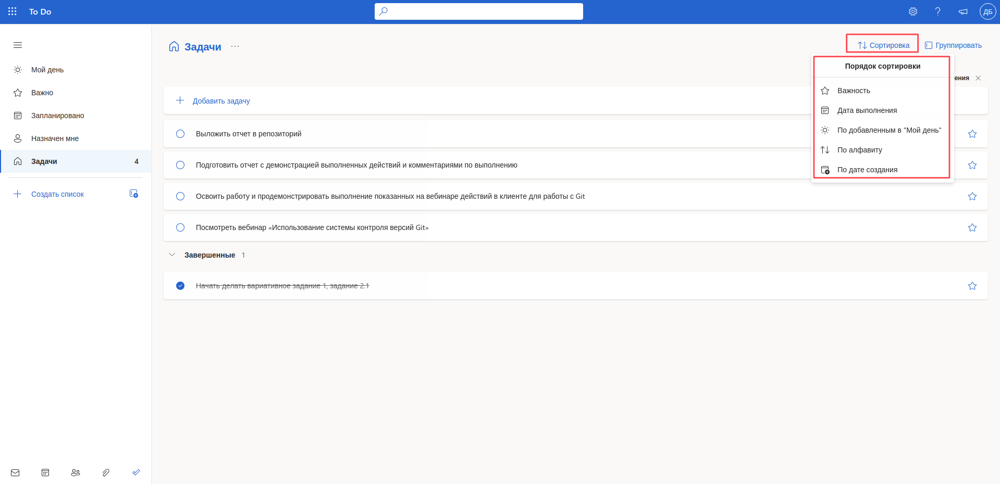 To Do
ДБ
Задачи
Сортировка
Группировать
Порядок сортировки
ения
Мой день
Важно
Запланировано
Назначен мне
Задачи 4
Создать список
Добавить задачу
Важность
Дата выполнения
По добавленным в "Мой день"
По алфавиту
По дате создания
Выложить отчет в репозиторий
Подготовить отчет с демонстрацией выполненных действий и комментариями по выполнению
Освоить работу и продемонстрировать выполнение показанных на вебинаре действий в клиенте для работы с Git
Посмотреть вебинар «Использование системы контроля версий Git»
Завершенные 1
Начать делать вариативное задание 1, задание 2.1